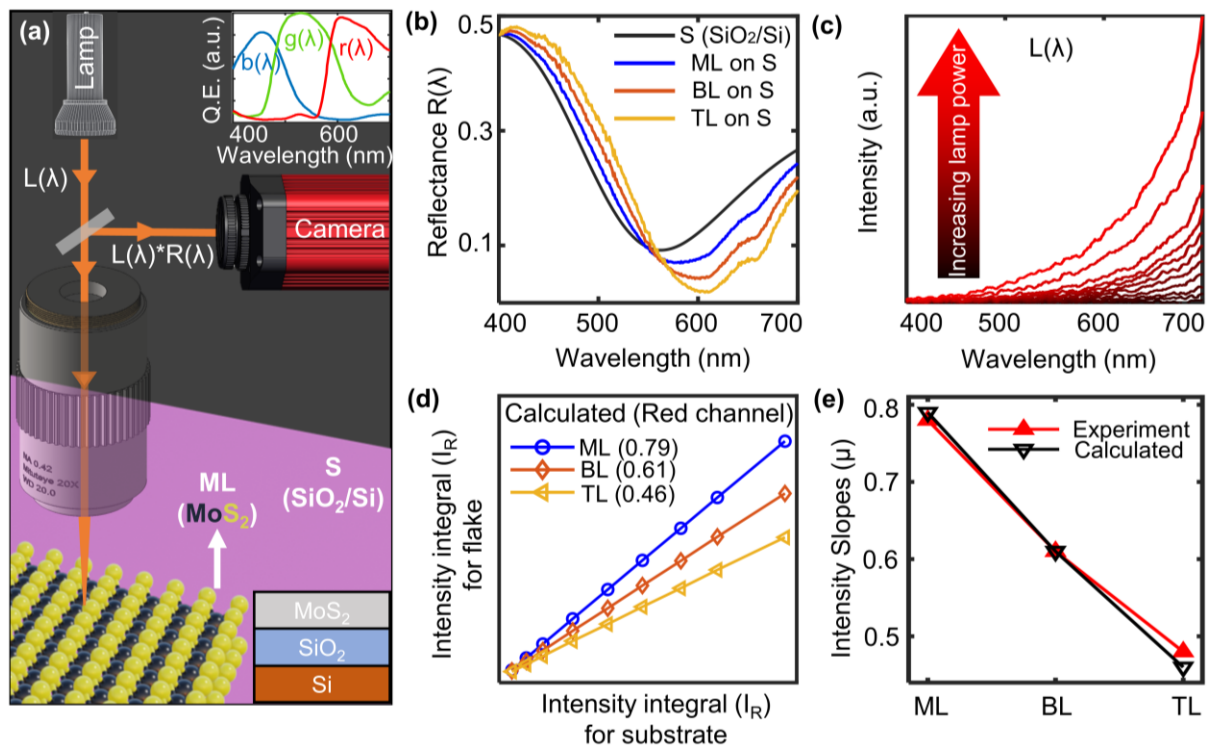 (a)
Lamp
L(λ)
L(λ)*R(λ)
Camera
Q.E. (a.u.)
b(λ)
g(λ)
r(λ)
400
600
Wavelength (nm)
NA 0.42
Mitutoyo 20X
WD 20.0
ML
(MoS₂)
S
(SiO₂/Si)
MoS₂
SiO₂
Si
(b)
Reflectance R(λ)
0.5
0.3
0.1
S (SiO₂/Si)
ML on S
BL on S
TL on S
400
500
600
700
Wavelength (nm)
(c)
Intensity (a.u.)
Increasing lamp power
L(λ)
400
500
600
700
Wavelength (nm)
(d)
Calculated (Red channel)
ML (0.79)
BL (0.61)
TL (0.46)
Intensity integral (I_R)
for flake
Intensity integral (I_R)
for substrate
(e)
Intensity Slopes (μ)
0.8
0.7
0.6
0.5
Experiment
Calculated
ML
BL
TL